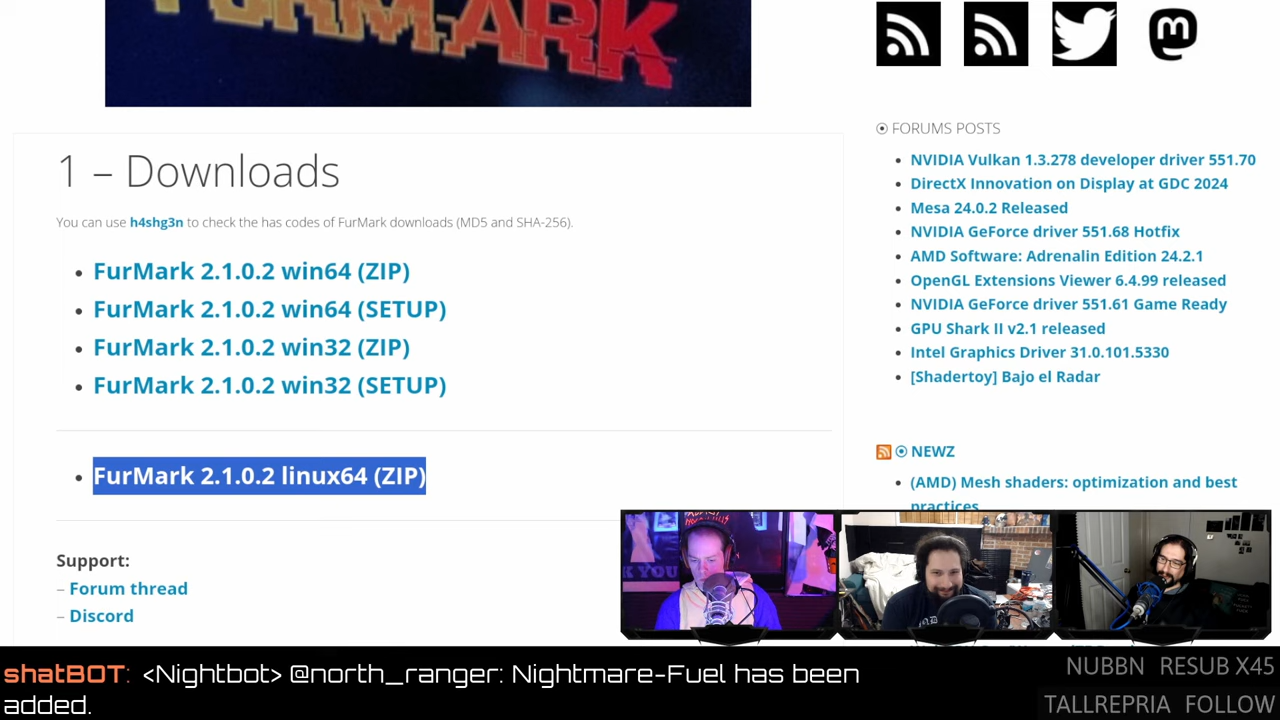 FURMARK
1 – Downloads
You can use h4shg3n to check the has codes of FurMark downloads (MD5 and SHA-256).
FurMark 2.1.0.2 win64 (ZIP)
FurMark 2.1.0.2 win64 (SETUP)
FurMark 2.1.0.2 win32 (ZIP)
FurMark 2.1.0.2 win32 (SETUP)
FurMark 2.1.0.2 linux64 (ZIP)
Support:
– Forum thread
– Discord
FORUMS POSTS
NVIDIA Vulkan 1.3.278 developer driver 551.70
DirectX Innovation on Display at GDC 2024
Mesa 24.0.2 Released
NVIDIA GeForce driver 551.68 Hotfix
AMD Software: Adrenalin Edition 24.2.1
OpenGL Extensions Viewer 6.4.99 released
NVIDIA GeForce driver 551.61 Game Ready
GPU Shark II v2.1 released
Intel Graphics Driver 31.0.101.5330
[Shadertoy] Bajo el Radar
NEWZ
(AMD) Mesh shaders: optimization and best
practices
shatBOT: <Nightbot> @north_ranger: Nightmare-Fuel has been
added.
NUBBN RESUB X45
TALLREPRIA FOLLOW